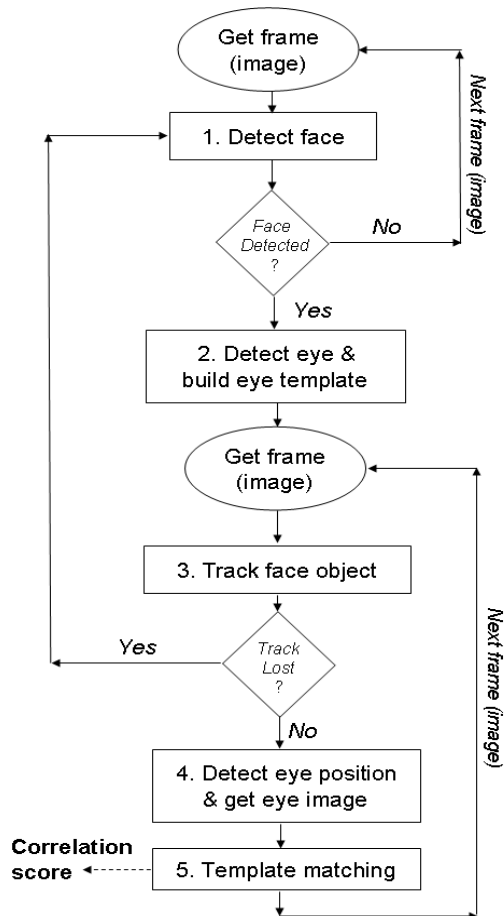 Get frame
(image)
Next frame (image)
1. Detect face
Face
Detected
?
No
Yes
2. Detect eye &
build eye template
Get frame
(image)
3. Track face object
Yes
Track
Lost
?
Next frame (image)
No
4. Detect eye position
& get eye image
Correlation
score
5. Template matching